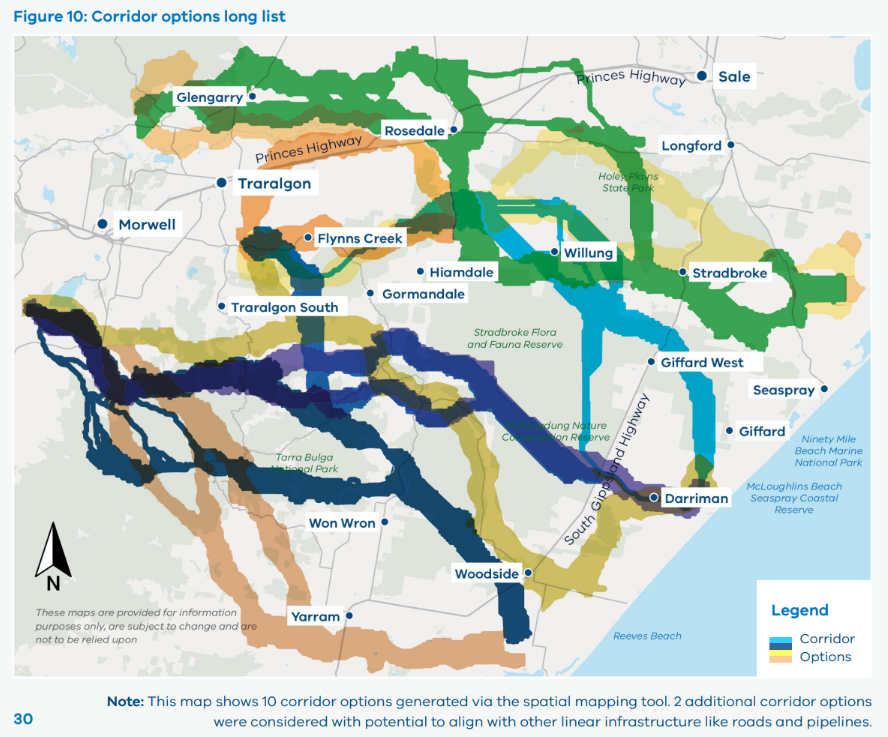 Figure 10: Corridor options long list
Princes Highway
Sale
Glengarry
Rosedale
Longford
Princes Highway
Holey Plains
State Park
Traralgon
Morwell
Flynns Creek
Willung
Hiamdale
Stradbroke
Gormandale
Traralgon South
Stradbroke Flora
and Fauna Reserve
Giffard West
Seaspray
Giffard
Nature
Reserve
Ninety Mile
Beach Marine
National Park
South Gippsland Highway
Tarra Bulga
National Park
McLoughlins Beach
Seaspray Coastal
Reserve
Darriman
Won Wron
N
Woodside
These maps are provided for information
purposes only, are subject to change and are
not to be relied upon
Yarram
Reeves Beach
Legend
Corridor
Options
Note: This map shows 10 corridor options generated via the spatial mapping tool. 2 additional corridor options
were considered with potential to align with other linear infrastructure like roads and pipelines.
30